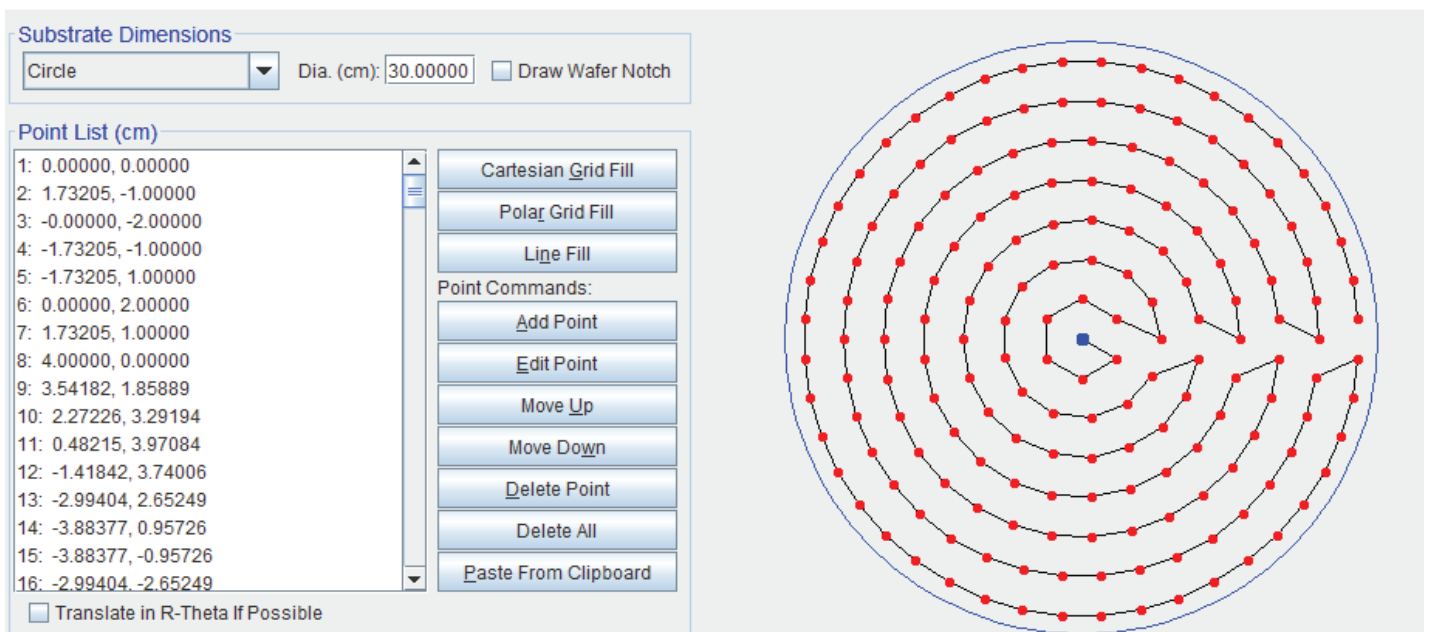 Substrate Dimensions
Circle
Dia. (cm): 30.00000
Draw Wafer Notch
Point List (cm)
1: 0.00000, 0.00000
2: 1.73205, -1.00000
3: -0.00000, -2.00000
4: -1.73205, -1.00000
5: -1.73205, 1.00000
6: 0.00000, 2.00000
7: 1.73205, 1.00000
8: 4.00000, 0.00000
9: 3.54182, 1.85889
10: 2.27226, 3.29194
11: 0.48215, 3.97084
12: -1.41842, 3.74006
13: -2.99404, 2.65249
14: -3.88377, 0.95726
15: -3.88377, -0.95726
16: -2.99404, -2.65249
Cartesian Grid Fill
Polar Grid Fill
Line Fill
Point Commands:
Add Point
Edit Point
Move Up
Move Down
Delete Point
Delete All
Paste From Clipboard
Translate in R-Theta If Possible